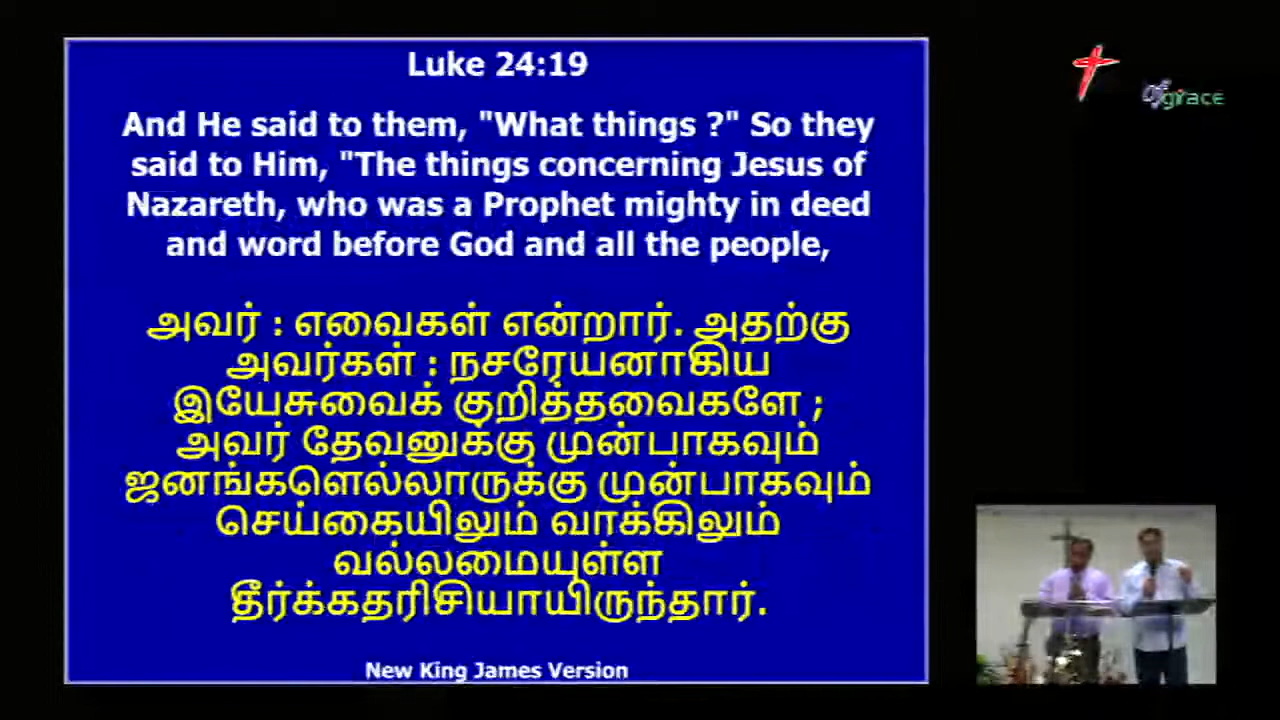 Luke 24:19
And He said to them, "What things ?" So they
said to Him, "The things concerning Jesus of
Nazareth, who was a Prophet mighty in deed
and word before God and all the people,
அவர் : எவைகள் என்றார். அதற்கு
அவர்கள் : நசரேயனாகிய
இயேசுவைக் குறித்தவைகளே ;
அவர் தேவனுக்கு முன்பாகவும்
ஜனங்களெல்லாருக்கு முன்பாகவும்
செய்கையிலும் வாக்கிலும்
வல்லமையுள்ள
தீர்க்கதரிசியாயிருந்தார்.
New King James Version
of grace